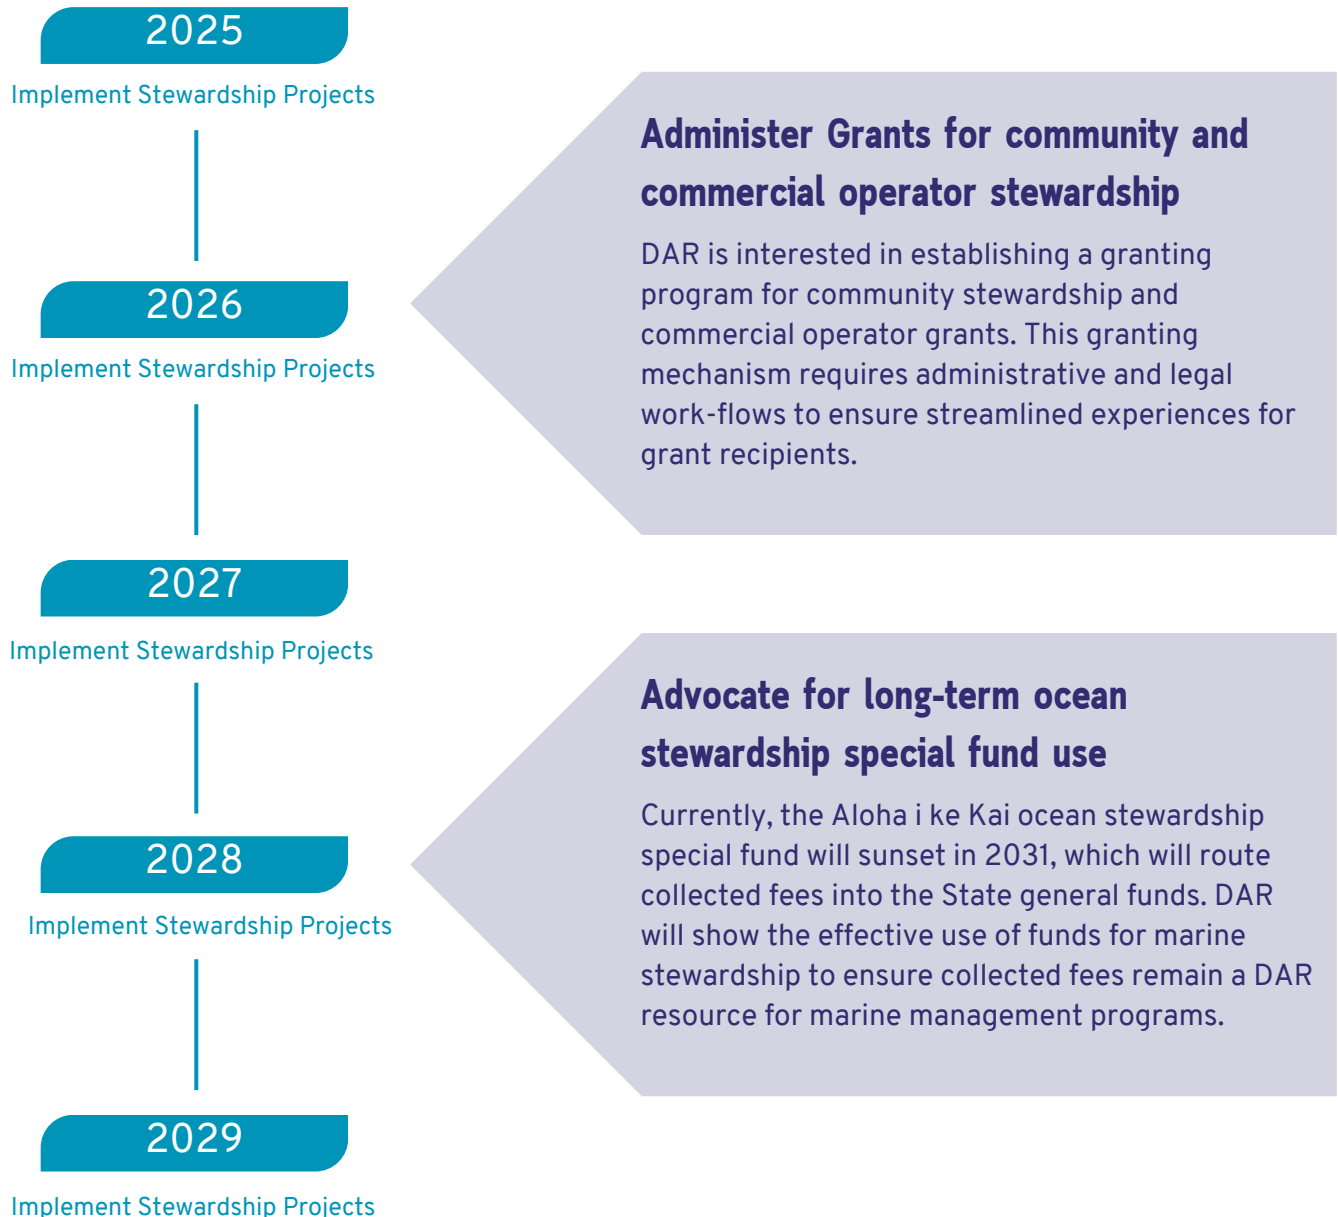 2025
Implement Stewardship Projects
2026
Implement Stewardship Projects
2027
Implement Stewardship Projects
2028
Implement Stewardship Projects
2029
Implement Stewardship Projects
Administer Grants for community and
commercial operator stewardship
DAR is interested in establishing a granting
program for community stewardship and
commercial operator grants. This granting
mechanism requires administrative and legal
work-flows to ensure streamlined experiences for
grant recipients.
Advocate for long-term ocean
stewardship special fund use
Currently, the Aloha i ke Kai ocean stewardship
special fund will sunset in 2031, which will route
collected fees into the State general funds. DAR
will show the effective use of funds for marine
stewardship to ensure collected fees remain a DAR
resource for marine management programs.